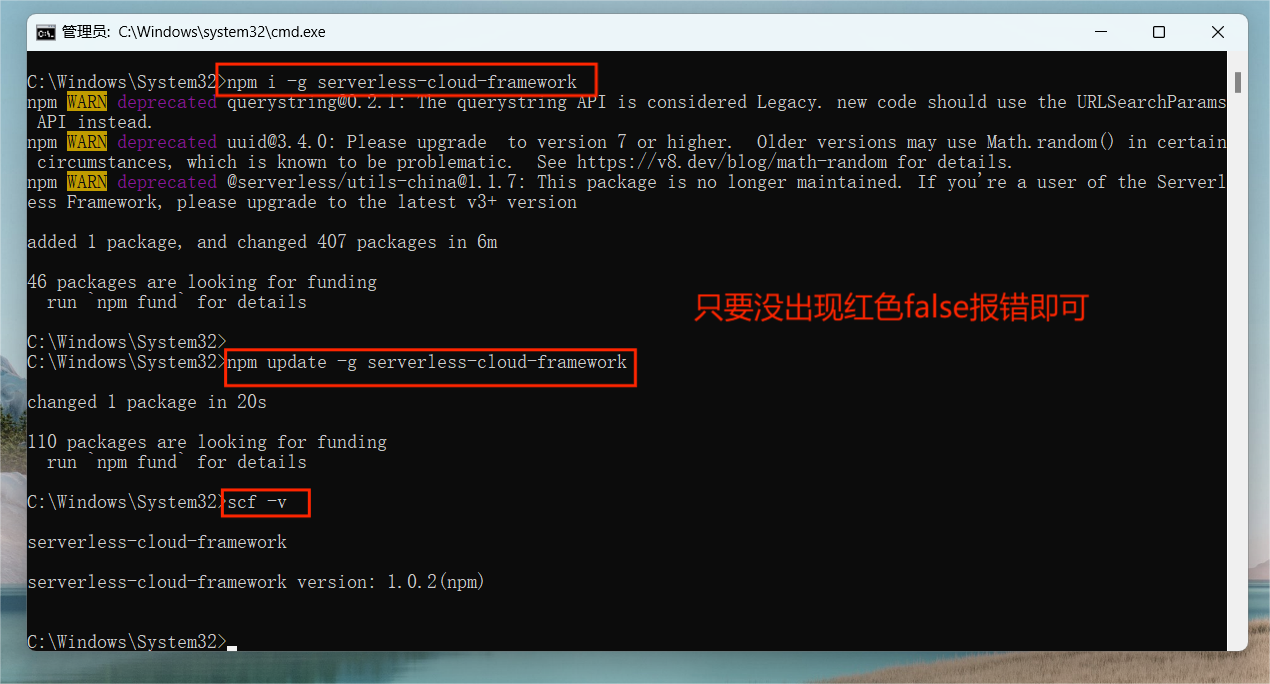 管理员: C:\Windows\system32\cmd.exe
C:\Windows\System32>npm i -g serverless-cloud-framework
npm WARN deprecated querystring@0.2.1: The querystring API is considered Legacy. new code should use the URLSearchParams
API instead.
npm WARN deprecated uuid@3.4.0: Please upgrade  to version 7 or higher.  Older versions may use Math.random() in certain
circumstances, which is known to be problematic.  See https://v8.dev/blog/math-random for details.
npm WARN deprecated @serverless/utils-china@1.1.7: This package is no longer maintained. If you're a user of the Serverl
ess Framework, please upgrade to the latest v3+ version
added 1 package, and changed 407 packages in 6m
46 packages are looking for funding
run `npm fund` for details
只要没出现红色false报错即可
C:\Windows\System32>
C:\Windows\System32>npm update -g serverless-cloud-framework
changed 1 package in 20s
110 packages are looking for funding
run `npm fund` for details
C:\Windows\System32>scf -v
serverless-cloud-framework
serverless-cloud-framework version: 1.0.2(npm)
C:\Windows\System32>